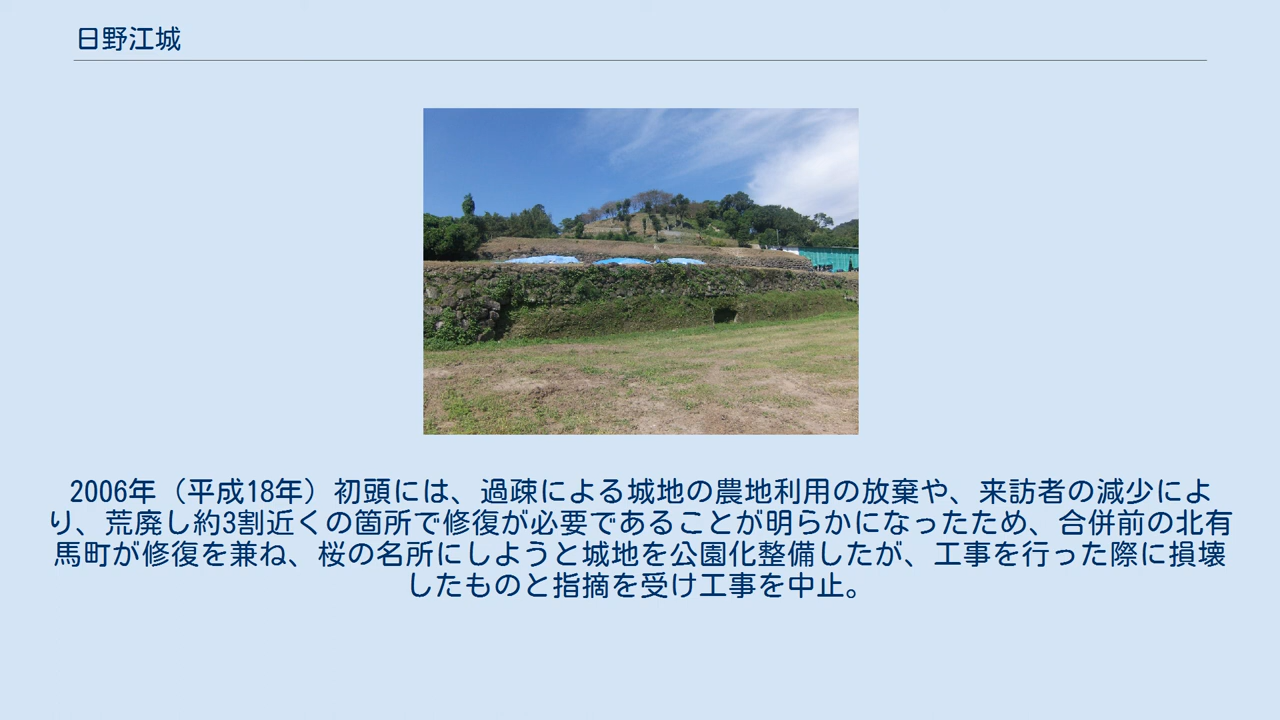 日野江城
2006年（平成18年）初頭には、過疎による城地の農地利用の放棄や、来訪者の減少によ
り、荒廃し約3割近くの箇所で修復が必要であることが明らかになったため、合併前の北有
馬町が修復を兼ね、桜の名所にしようと城地を公園化整備したが、工事を行った際に損壊
したものと指摘を受け工事を中止。